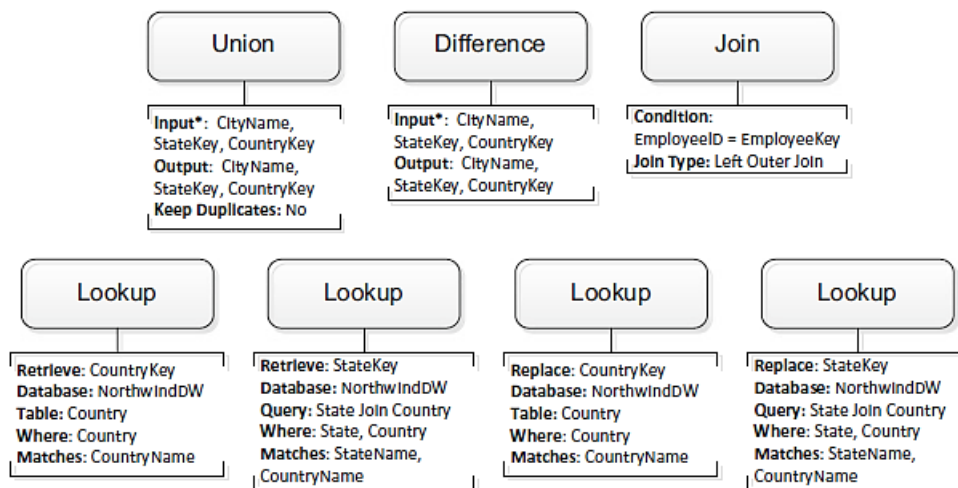 Union
Input*: CityName,
StateKey, CountryKey
Output: CityName,
StateKey, CountryKey
Keep Duplicates: No
Difference
Input*: CityName,
StateKey, CountryKey
Output: CityName,
StateKey, CountryKey
Join
Condition:
EmployeeID = EmployeeKey
Join Type: Left Outer Join
Lookup
Retrieve: CountryKey
Database: NorthwindDW
Table: Country
Where: Country
Matches: CountryName
Lookup
Retrieve: StateKey
Database: NorthwindDW
Query: State Join Country
Where: State, Country
Matches: StateName,
CountryName
Lookup
Replace: CountryKey
Database: NorthwindDW
Table: Country
Where: Country
Matches: CountryName
Lookup
Replace: StateKey
Database: NorthwindDW
Query: State Join Country
Where: State, Country
Matches: StateName,
CountryName